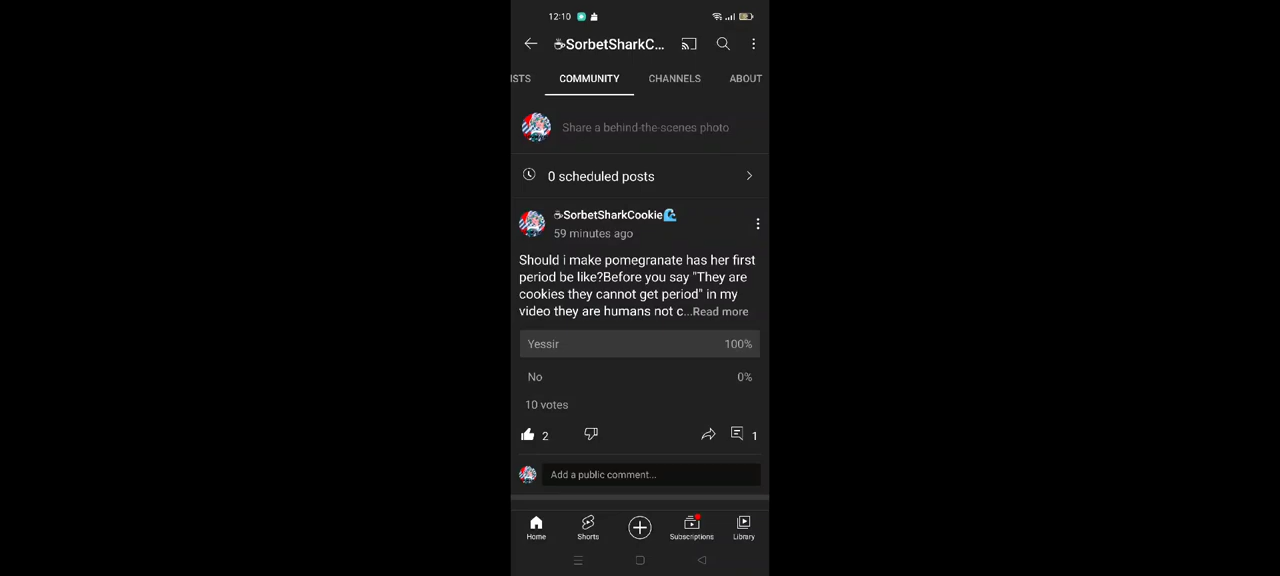 12:10
☕SorbetSharkC...
ISTS COMMUNITY CHANNELS ABOUT
Share a behind-the-scenes photo
0 scheduled posts
☕SorbetSharkCookie🌊
59 minutes ago
Should i make pomegranate has her first
period be like?Before you say "They are
cookies they cannot get period" in my
video they are humans not c...Read more
Yessir 100%
No 0%
10 votes
2 1
Add a public comment...
Home Shorts Subscriptions Library